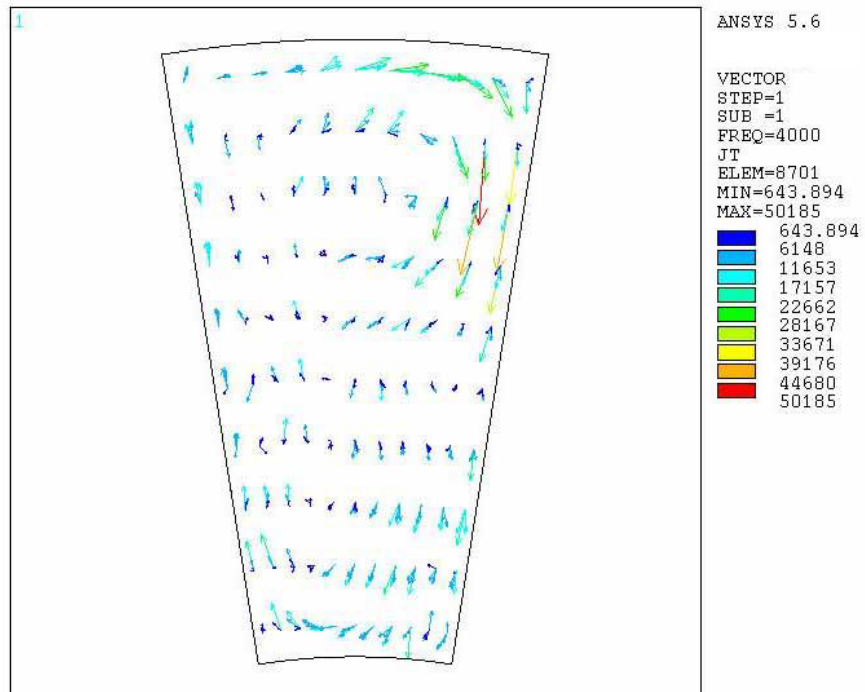 1
ANSYS 5.6
VECTOR
STEP=1
SUB =1
FREQ=4000
JT
ELEM=8701
MIN=643.894
MAX=50185
643.894
6148
11653
17157
22662
28167
33671
39176
44680
50185